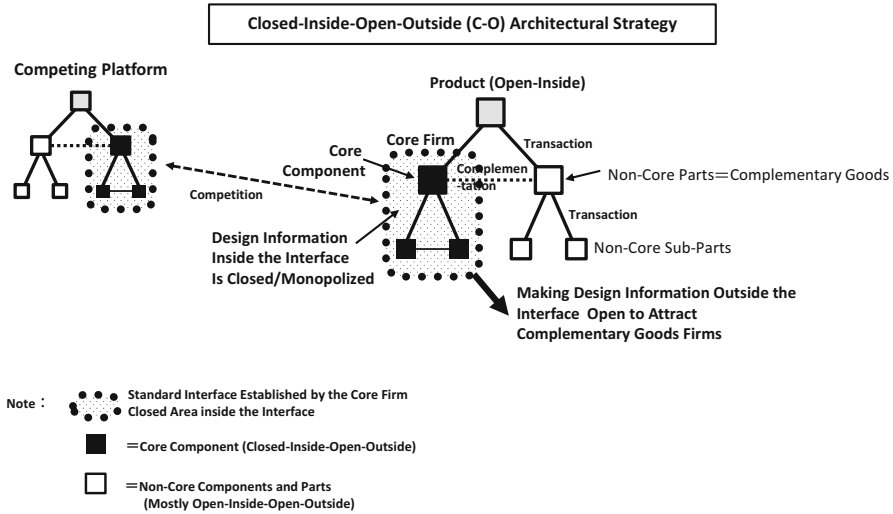 Closed-Inside-Open-Outside (C-O) Architectural Strategy
Competing Platform
Product (Open-Inside)
Core Firm
Transaction
Core
Component
Complemen
-tation
Non-Core Parts＝Complementary Goods
Competition
Transaction
Design Information
Inside the Interface
Is Closed/Monopolized
Non-Core Sub-Parts
Making Design Information Outside the
Interface Open to Attract
Complementary Goods Firms
Note：
Standard Interface Established by the Core Firm
Closed Area inside the Interface
＝Core Component (Closed-Inside-Open-Outside)
＝Non-Core Components and Parts
(Mostly Open-Inside-Open-Outside)